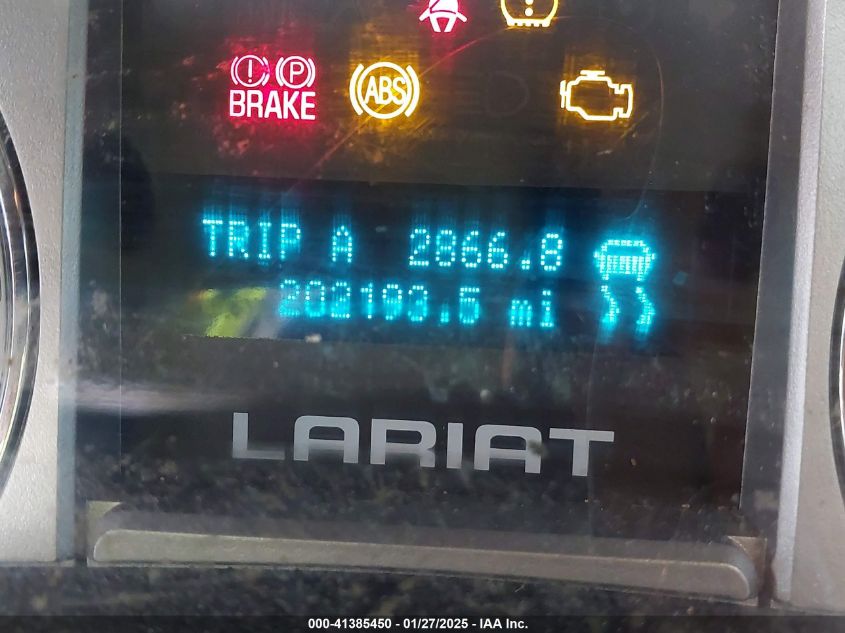 BRAKE
ABS
TRIP A 2866.8
202193.5 mi
LARIAT
000-41385450 - 01/27/2025 - IAA Inc.